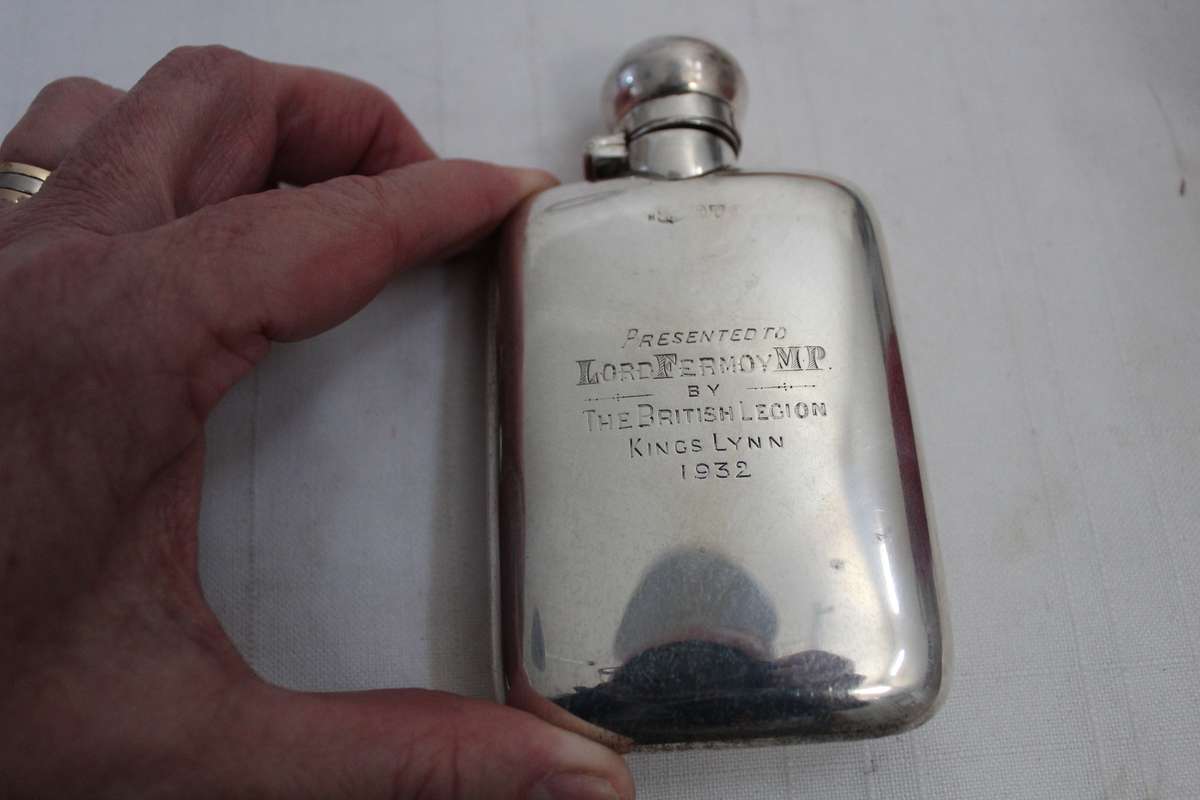 PRESENTED TO
LORD FERMOY M.P.
BY
THE BRITISH LEGION
KINGS LYNN
1932